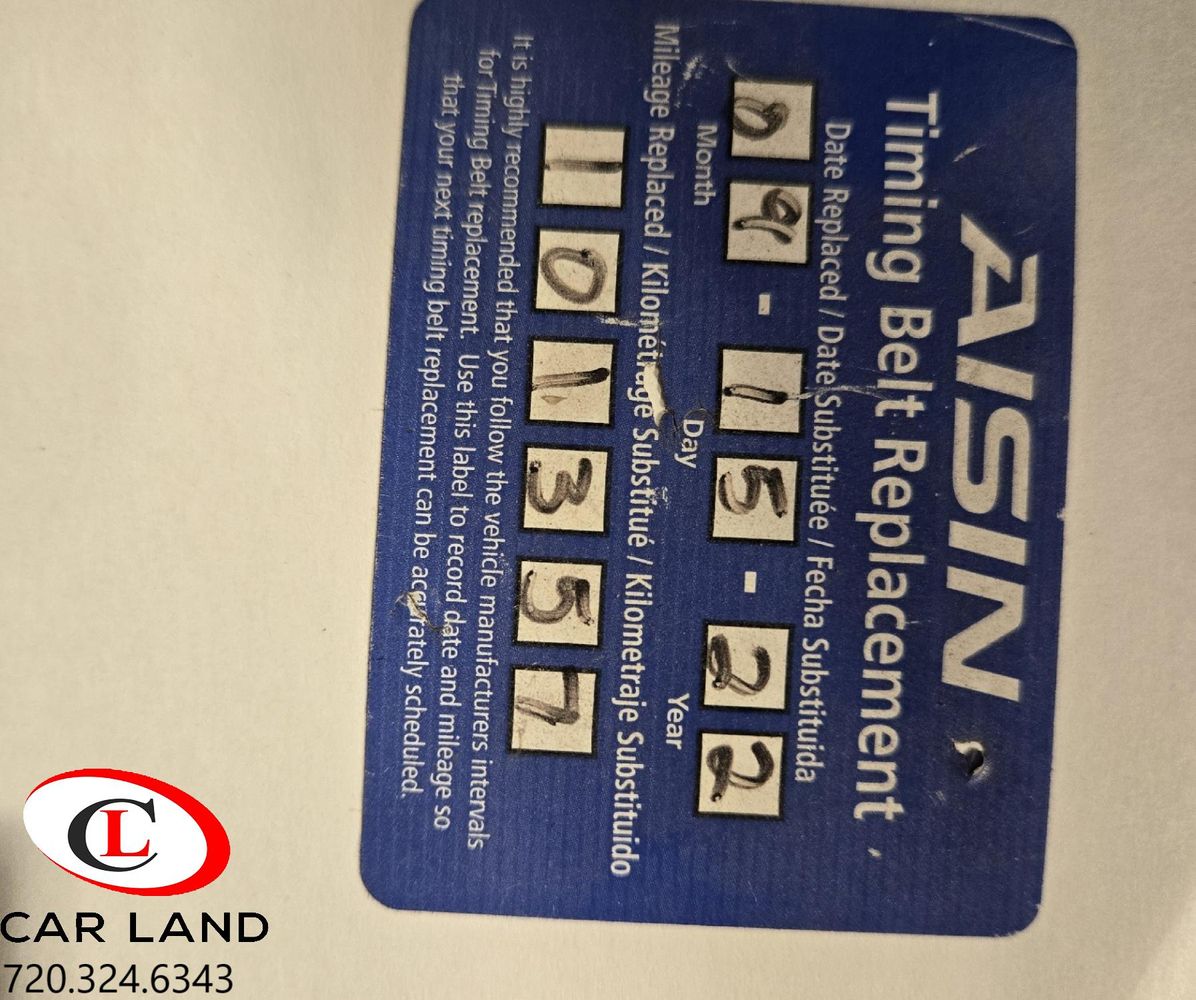 AISIN
Timing Belt Replacement
Date Replaced / Date Substituée / Fecha Substituida
09 - 15 - 22
Month Day Year
Mileage Replaced / Kilométrage Substitué / Kilometraje Substituido
101357
It is highly recommended that you follow the vehicle manufacturers intervals
for Timing Belt replacement. Use this label to record date and mileage so
that your next timing belt replacement can be accurately scheduled.
CL
CAR LAND
720.324.6343